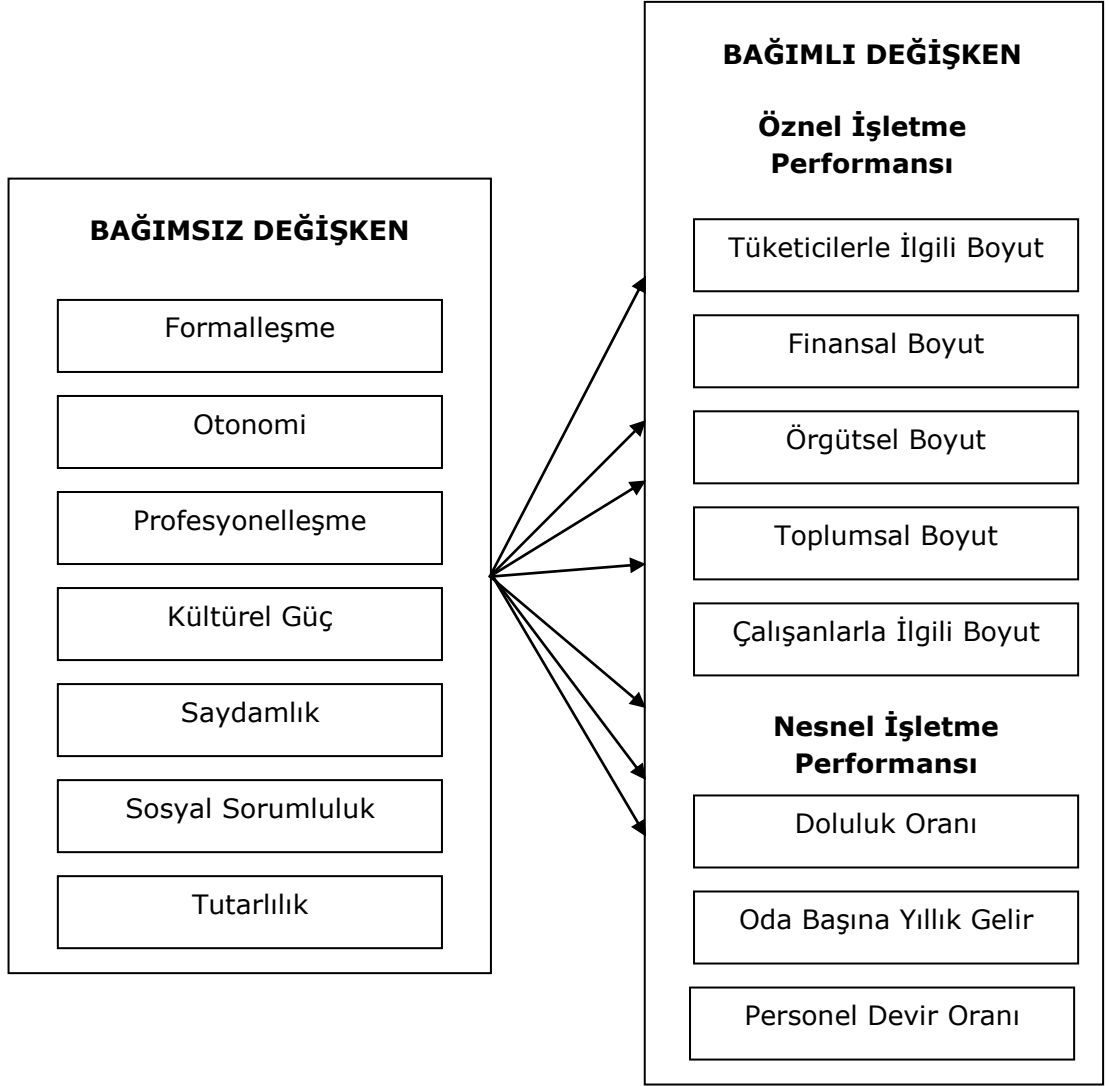 BAĞIMSIZ DEĞİŞKEN
Formalleşme
Otonomi
Profesyonelleşme
Kültürel Güç
Saydamlık
Sosyal Sorumluluk
Tutarlılık
BAĞIMLI DEĞİŞKEN
Öznel İşletme
Performansı
Tüketicilerle İlgili Boyut
Finansal Boyut
Örgütsel Boyut
Toplumsal Boyut
Çalışanlarla İlgili Boyut
Nesnel İşletme
Performansı
Doluluk Oranı
Oda Başına Yıllık Gelir
Personel Devir Oranı